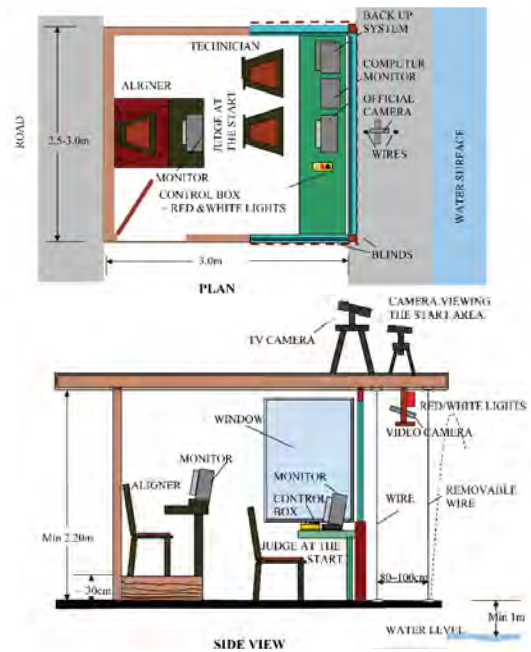 BACK UP
SYSTEM
TECHNICIAN
COMPUTER
MONITOR
ALIGNER
OFFICIAL
CAMERA
JUDGE AT
THE START
ROAD
2.5-3.0m
WIRES
WATER SURFACE
MONITOR
CONTROL BOX
– RED & WHITE LIGHTS
BLINDS
3.0m
PLAN
CAMERA VIEWING
THE START AREA
TV CAMERA
RED/WHITE LIGHTS
WINDOW
VIDEO CAMERA
MONITOR
ALIGNER
MONITOR
CONTROL
BOX
WIRE
REMOVABLE
WIRE
Min 2.20m
JUDGE AT THE
START
~ 30cm
80~100cm
Min 1m
WATER LEVEL
SIDE VIEW